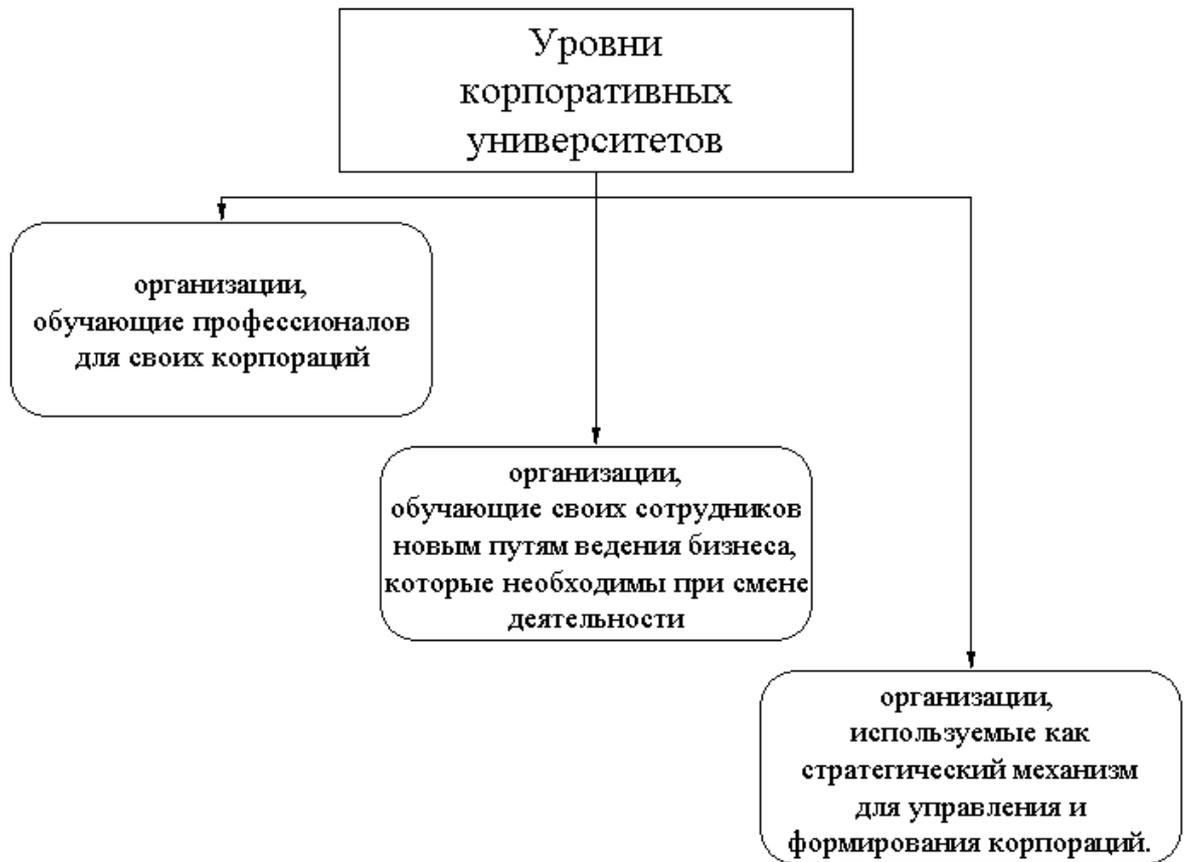 Уровни
корпоративных
университетов
организации,
обучающие профессионалов
для своих корпораций
организации,
обучающие своих сотрудников
новым путям ведения бизнеса,
которые необходимы при смене
деятельности
организации,
используемые как
стратегический механизм
для управления и
формирования корпораций.